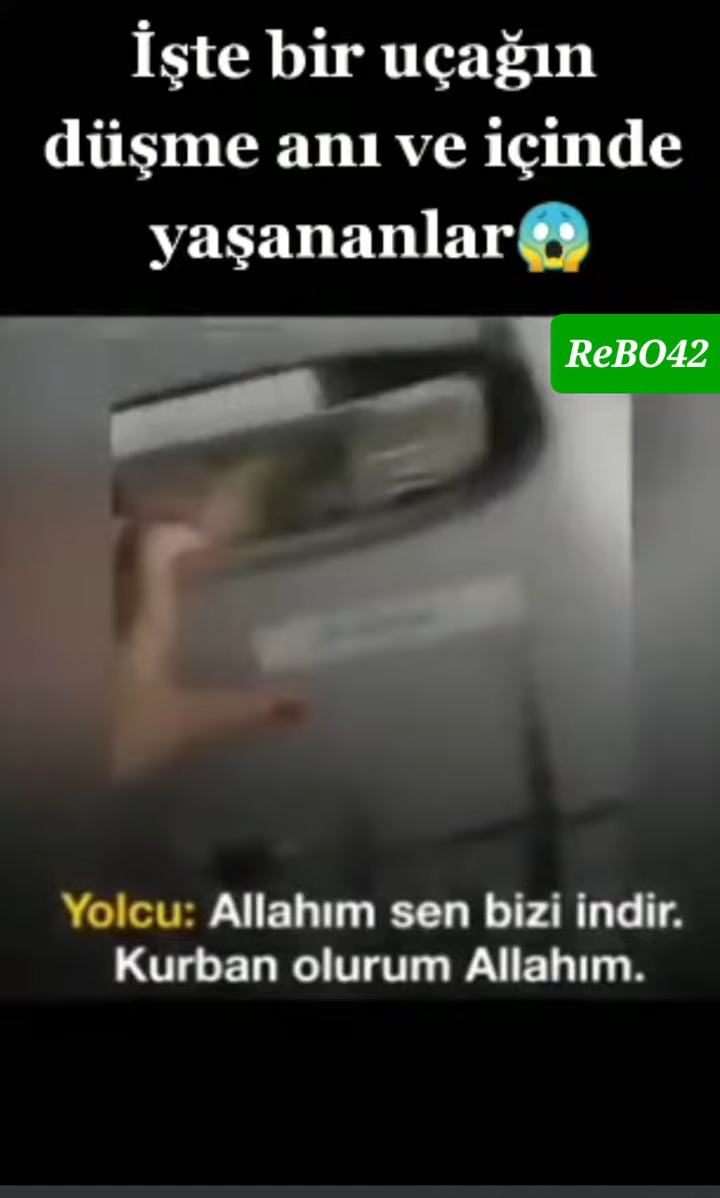 İşte bir uçağın
düşme anı ve içinde
yaşananlar😱
ReBO42
Yolcu: Allahım sen bizi indir.
Kurban olurum Allahım.